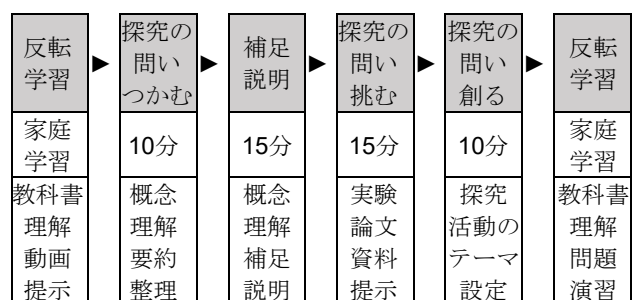 反転
学習
▶
探究の
問い
つかむ
▶
補足
説明
▶
探究の
問い
挑む
▶
探究の
問い
創る
▶
反転
学習
家庭
学習
10分
15分
15分
10分
家庭
学習
教科書
理解
動画
提示
概念
理解
要約
整理
概念
理解
補足
説明
実験
論文
資料
提示
探究
活動の
テーマ
設定
教科書
理解
問題
演習